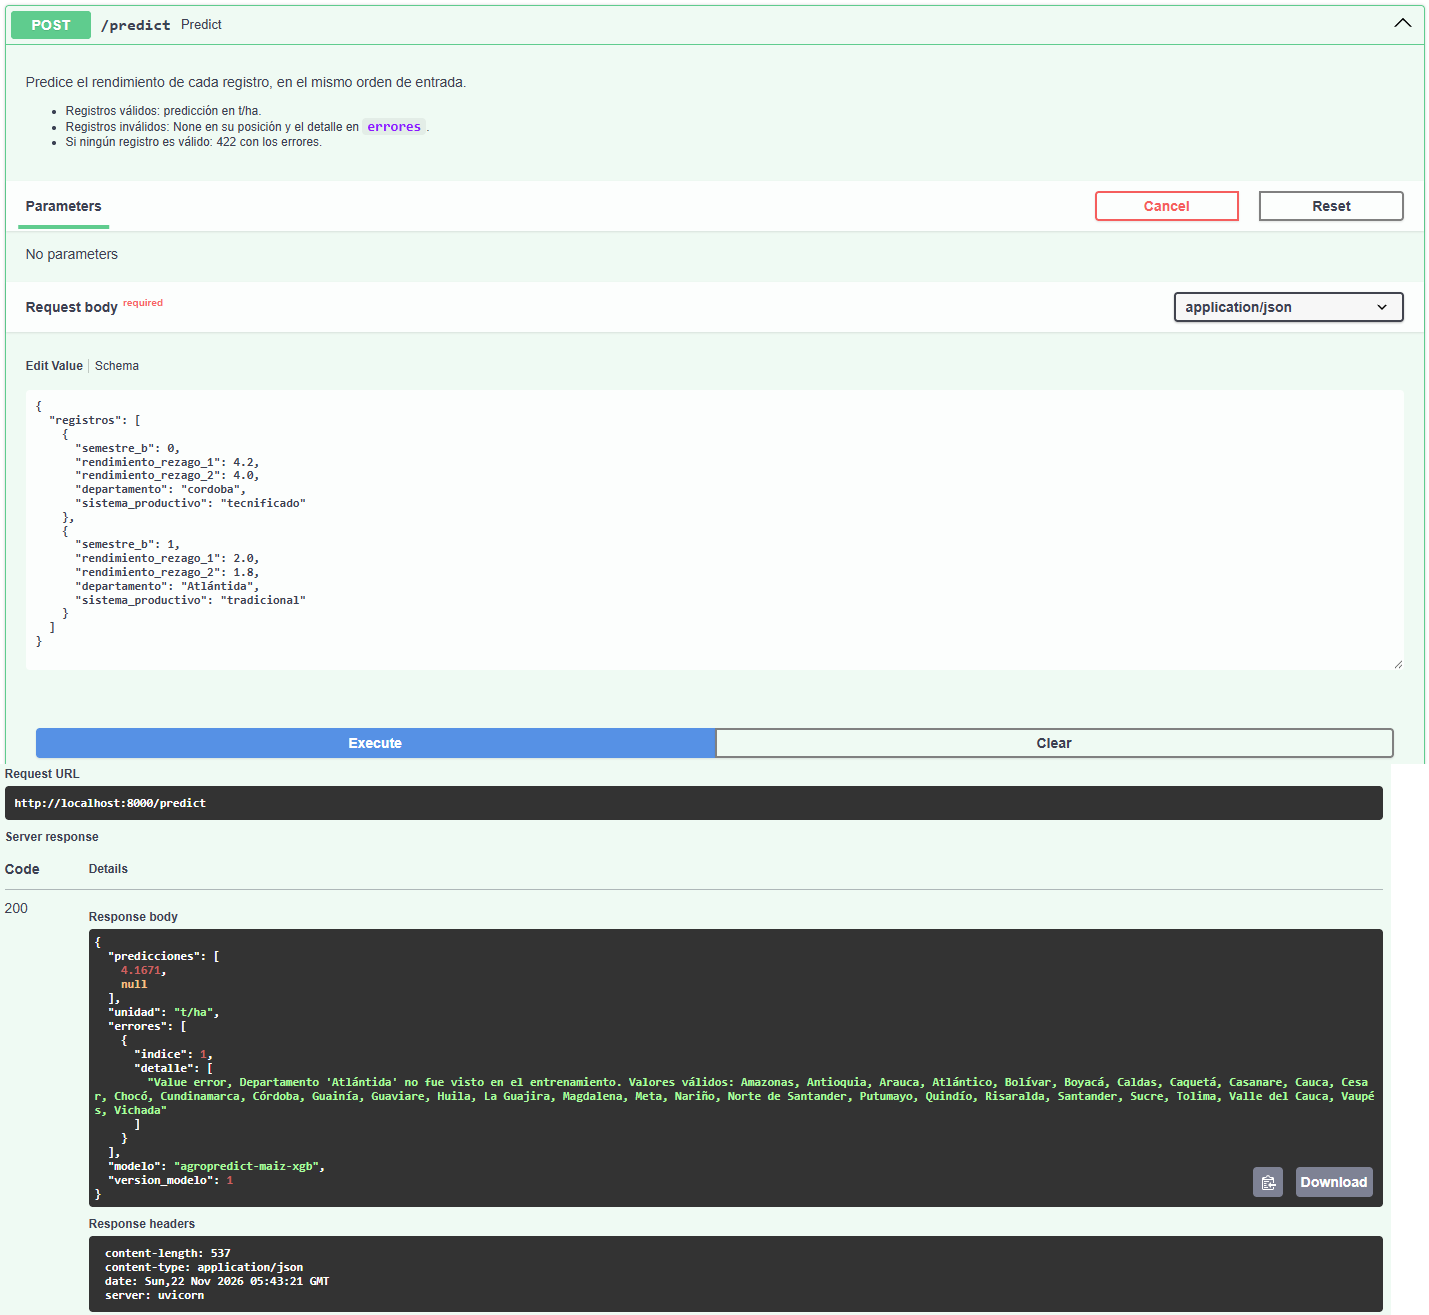 POST /predict Predict
Predice el rendimiento de cada registro, en el mismo orden de entrada.
Registros válidos: predicción en t/ha.
Registros inválidos: None en su posición y el detalle en errores.
Si ningún registro es válido: 422 con los errores.
Parameters Cancel Reset
No parameters
Request body required application/json
Edit Value Schema
{
  "registros": [
    {
      "semestre_b": 0,
      "rendimiento_rezago_1": 4.2,
      "rendimiento_rezago_2": 4.0,
      "departamento": "cordoba",
      "sistema_productivo": "tecnificado"
    },
    {
      "semestre_b": 1,
      "rendimiento_rezago_1": 2.0,
      "rendimiento_rezago_2": 1.8,
      "departamento": "Atlántida",
      "sistema_productivo": "tradicional"
    }
  ]
}
Execute Clear
Request URL
http://localhost:8000/predict
Server response
Code Details
200
Response body
{
  "predicciones": [
    4.1671,
    null
  ],
  "unidad": "t/ha",
  "errores": [
    {
      "indice": 1,
      "detalle": [
        "Value error, Departamento 'Atlántida' no fue visto en el entrenamiento. Valores válidos: Amazonas, Antioquia, Arauca, Atlántico, Bolívar, Boyacá, Caldas, Caquetá, Casanare, Cauca, Cesa
r, Chocó, Cundinamarca, Córdoba, Guainía, Guaviare, Huila, La Guajira, Magdalena, Meta, Nariño, Norte de Santander, Putumayo, Quindío, Risaralda, Santander, Sucre, Tolima, Valle del Cauca, Vaupé
s, Vichada"
      ]
    }
  ],
  "modelo": "agropredict-maiz-xgb",
  "version_modelo": 1
}
Download
Response headers
content-length: 537
content-type: application/json
date: Sun,22 Nov 2026 05:43:21 GMT
server: uvicorn